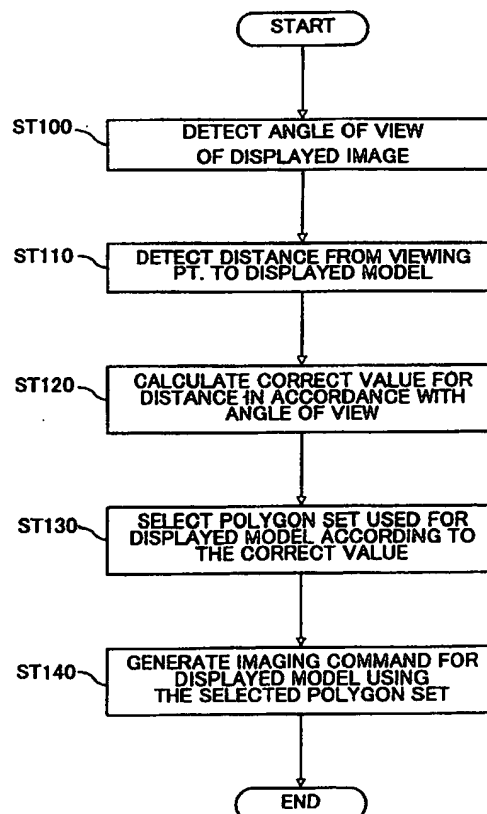 START
ST100
DETECT ANGLE OF VIEW
OF DISPLAYED IMAGE
ST110
DETECT DISTANCE FROM VIEWING
PT. TO DISPLAYED MODEL
ST120
CALCULATE CORRECT VALUE FOR
DISTANCE IN ACCORDANCE WITH
ANGLE OF VIEW
ST130
SELECT POLYGON SET USED FOR
DISPLAYED MODEL ACCORDING TO
THE CORRECT VALUE
ST140
GENERATE IMAGING COMMAND FOR
DISPLAYED MODEL USING
THE SELECTED POLYGON SET
END